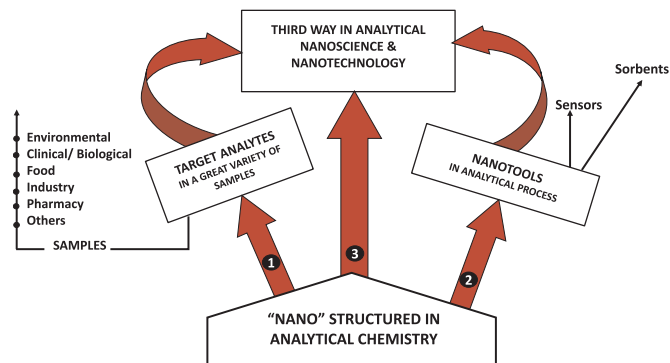 THIRD WAY IN ANALYTICAL
NANOSCIENCE &
NANOTECHNOLOGY
Sorbents
Sensors
Environmental
Clinical/ Biological
Food
Industry
Pharmacy
Others
SAMPLES
TARGET ANALYTES
IN A GREAT VARIETY OF
SAMPLES
NANOTOOLS
IN ANALYTICAL PROCESS
1
3
2
“NANO” STRUCTURED IN
ANALYTICAL CHEMISTRY